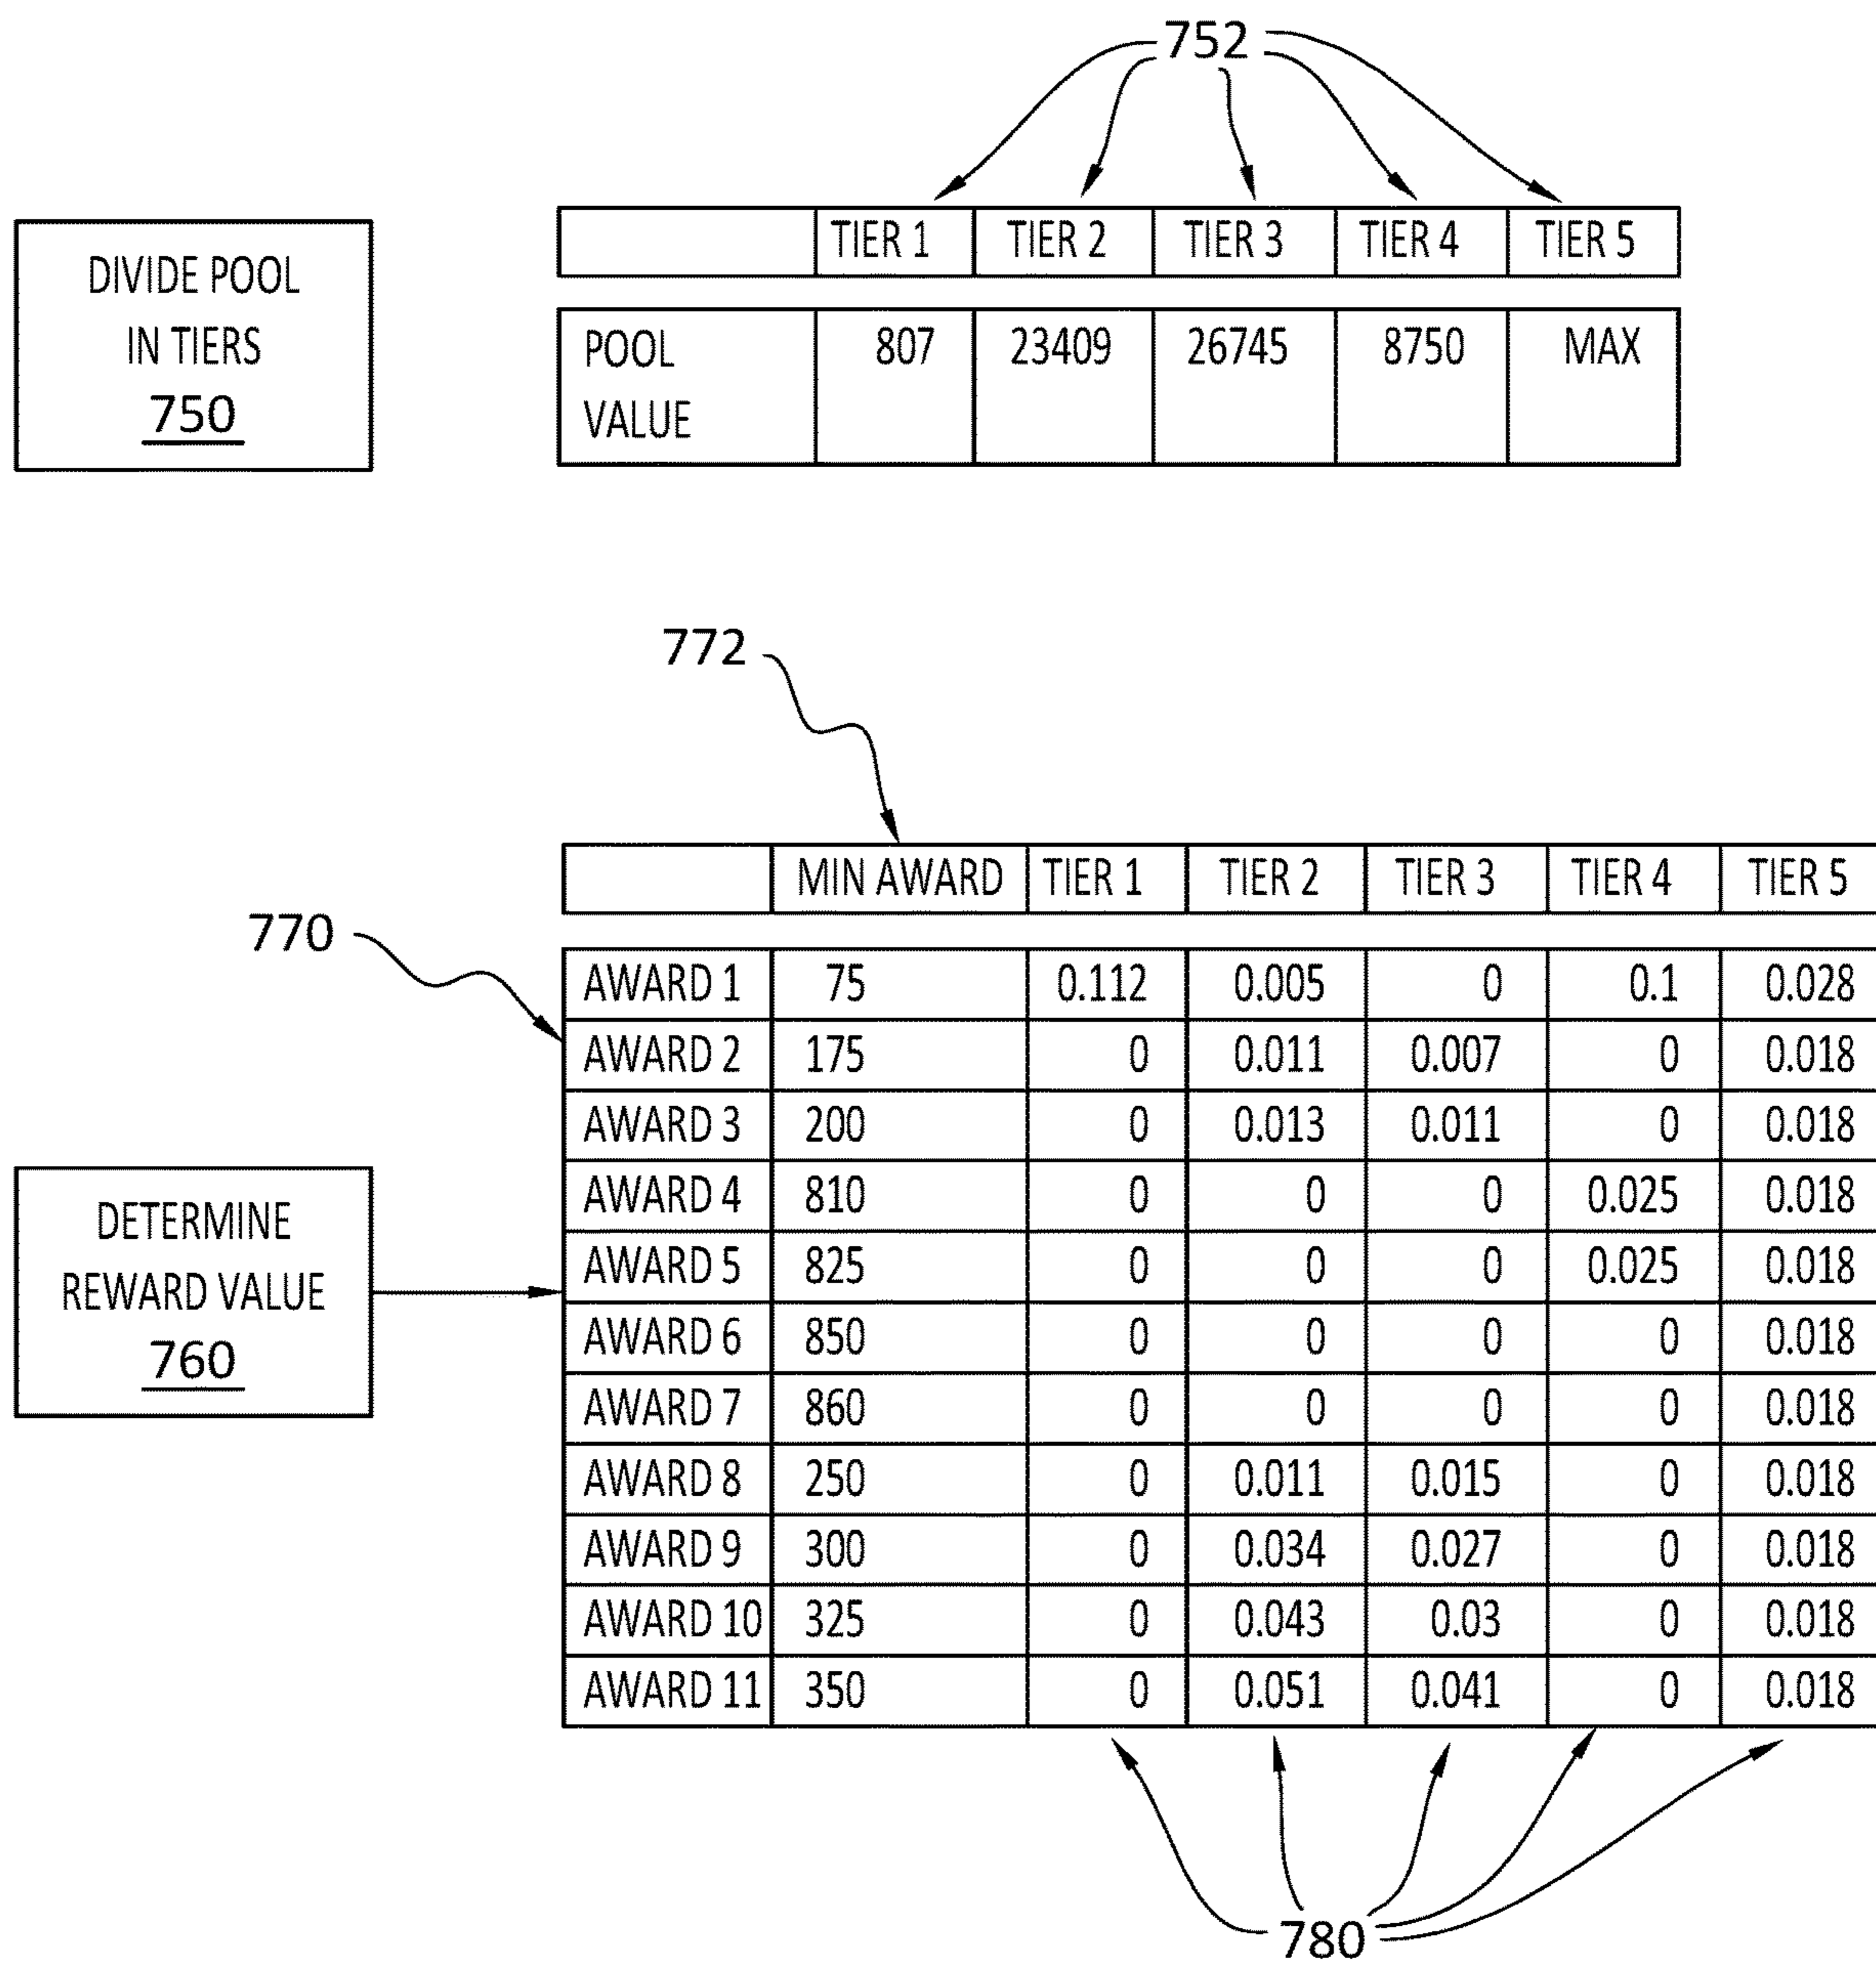 752
TIER 1 TIER 2 TIER 3 TIER 4 TIER 5
DIVIDE POOL
IN TIERS
750
POOL 807 23409 26745 8750 MAX
VALUE
772
MIN AWARD TIER 1 TIER 2 TIER 3 TIER 4 TIER 5
770
AWARD 1 75 0.112 0.005 0 0.1 0.028
AWARD 2 175 0 0.011 0.007 0 0.018
AWARD 3 200 0 0.013 0.011 0 0.018
AWARD 4 810 0 0 0 0.025 0.018
AWARD 5 825 0 0 0 0.025 0.018
AWARD 6 850 0 0 0 0 0.018
AWARD 7 860 0 0 0 0 0.018
AWARD 8 250 0 0.011 0.015 0 0.018
AWARD 9 300 0 0.034 0.027 0 0.018
AWARD 10 325 0 0.043 0.03 0 0.018
AWARD 11 350 0 0.051 0.041 0 0.018
DETERMINE
REWARD VALUE
760
780